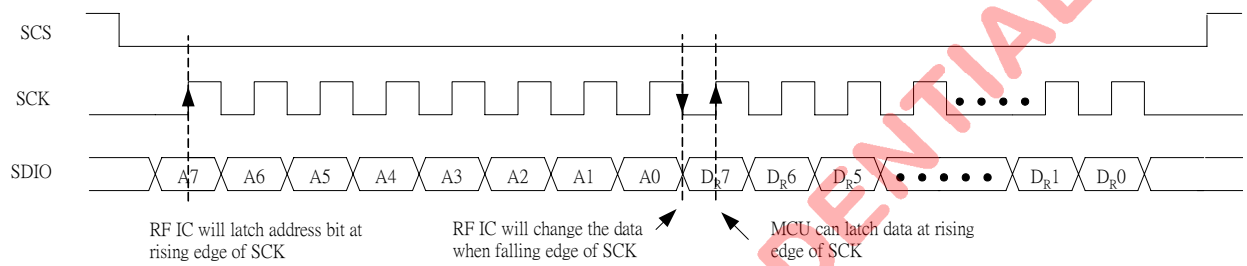 SCS
SCK
SDIO
A7 A6 A5 A4 A3 A2 A1 A0 DR7 DR6 DR5 DR1 DR0
RF IC will latch address bit at
rising edge of SCK
RF IC will change the data
when falling edge of SCK
MCU can latch data at rising
edge of SCK
DENTIAL